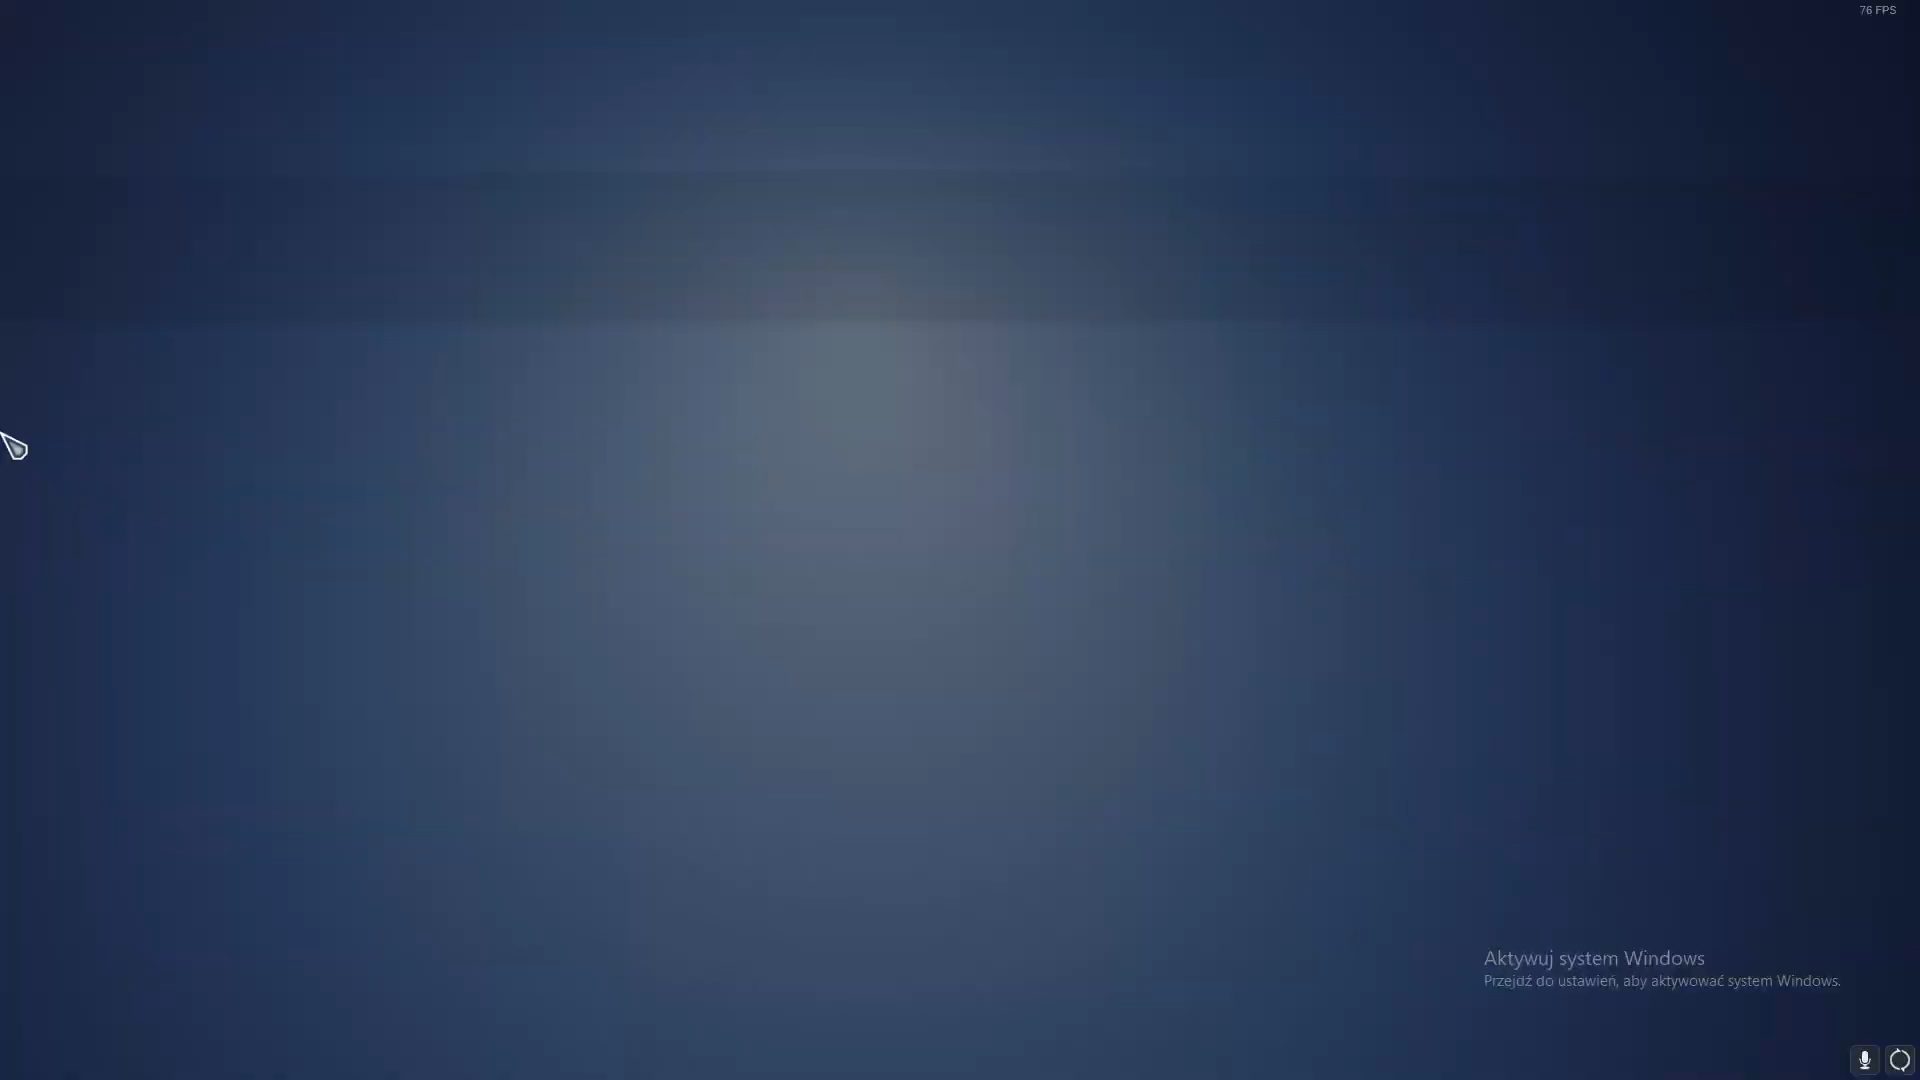 76 FPS
Aktywuj system Windows
Przejdź do ustawień, aby aktywować system Windows.